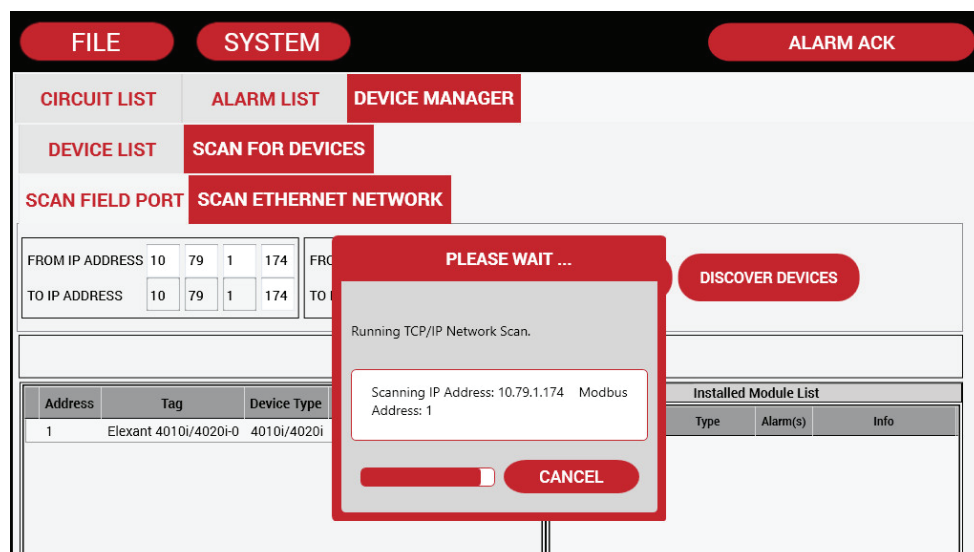 FILE SYSTEM ALARM ACK
CIRCUIT LIST ALARM LIST DEVICE MANAGER
DEVICE LIST SCAN FOR DEVICES
SCAN FIELD PORT SCAN ETHERNET NETWORK
FROM IP ADDRESS 10 79 1 174
TO IP ADDRESS 10 79 1 174 TO
PLEASE WAIT ...
DISCOVER DEVICES
Running TCP/IP Network Scan.
Scanning IP Address: 10.79.1.174 Modbus
Address: 1
CANCEL
Installed Module List
Address Tag Device Type Type Alarm(s) Info
1 Elexant 4010i/4020i-0 4010i/4020i